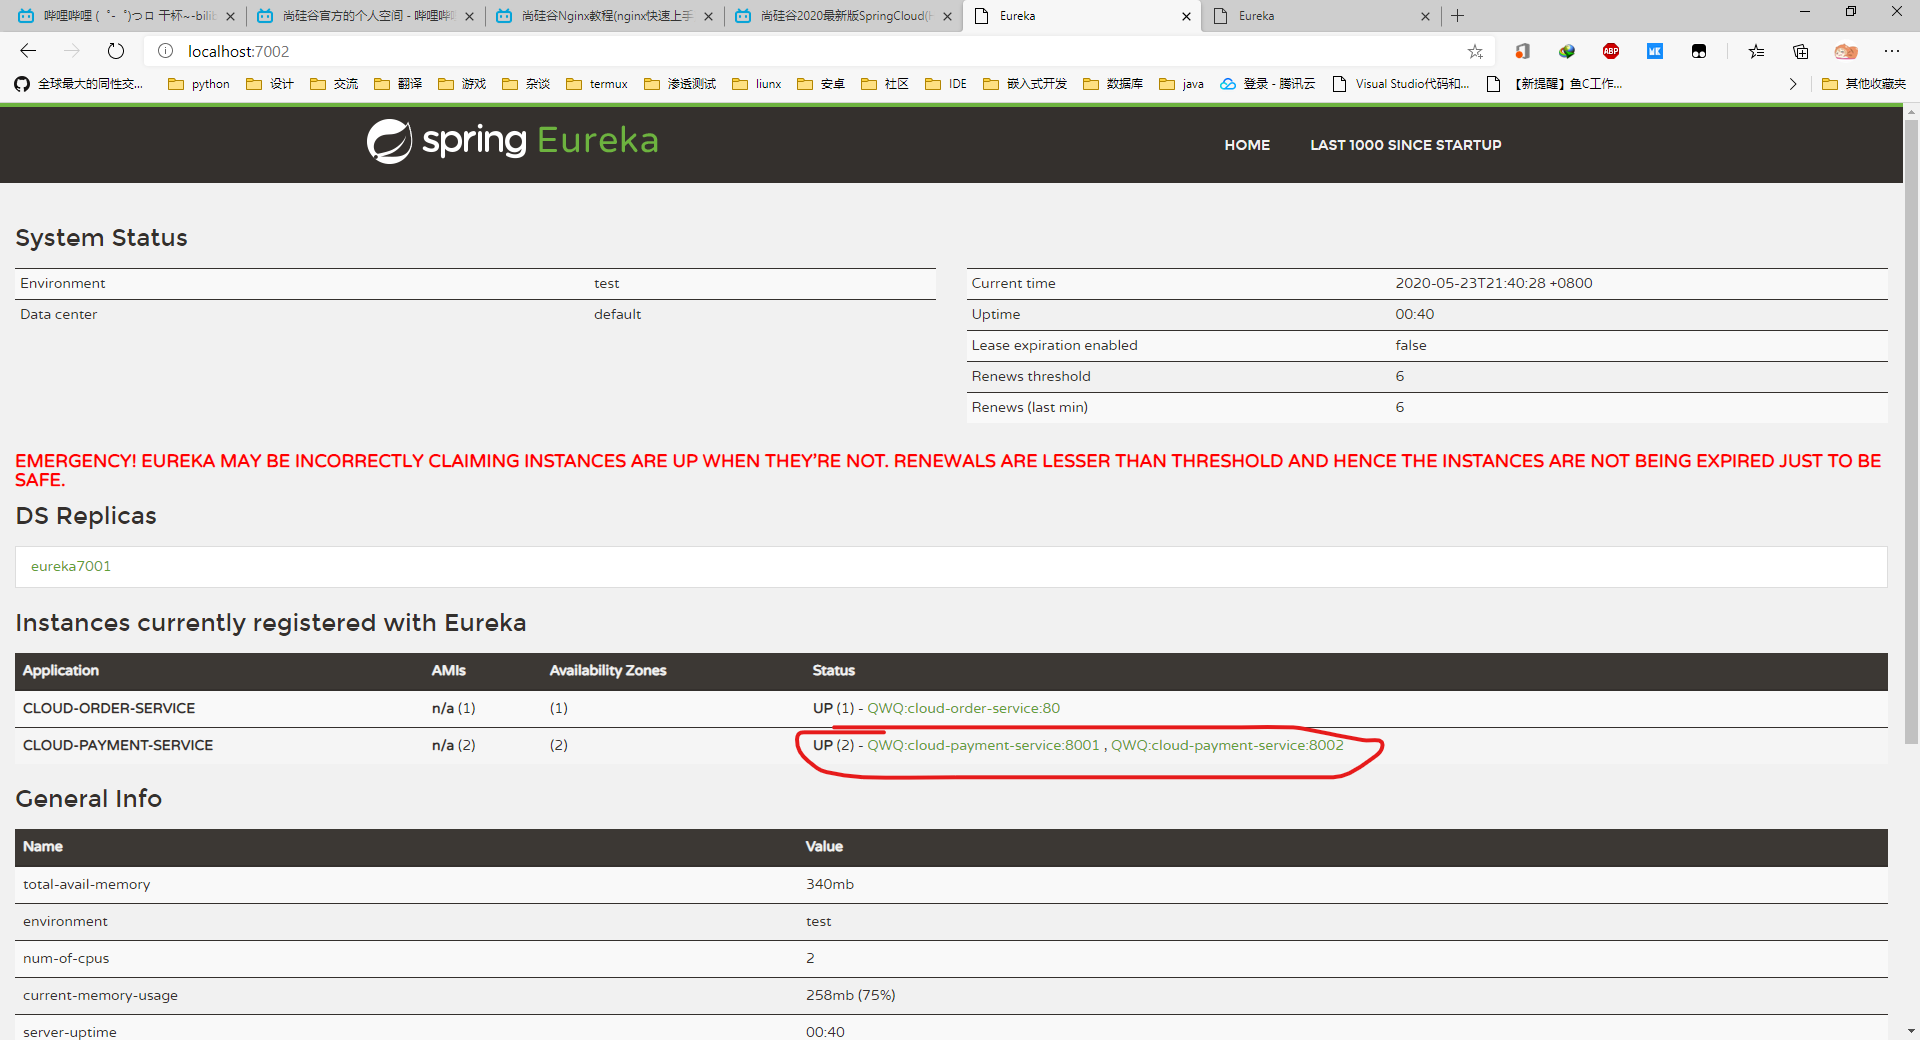 哔哩哔哩 (゜-゜)つロ 干杯~-bilib
尚硅谷官方的个人空间 - 哔哩哔哩
尚硅谷Nginx教程(nginx快速上手
尚硅谷2020最新版SpringCloud(H
Eureka
Eureka
localhost:7002
全球最大的同性交...
python
设计
交流
翻译
游戏
杂谈
termux
渗透测试
liunx
安卓
社区
IDE
嵌入式开发
数据库
java
登录 - 腾讯云
Visual Studio代码和...
【新提醒】鱼C工作...
其他收藏夹
spring Eureka
HOME
LAST 1000 SINCE STARTUP
System Status
Environment test
Data center default
Current time 2020-05-23T21:40:28 +0800
Uptime 00:40
Lease expiration enabled false
Renews threshold 6
Renews (last min) 6
EMERGENCY! EUREKA MAY BE INCORRECTLY CLAIMING INSTANCES ARE UP WHEN THEY'RE NOT. RENEWALS ARE LESSER THAN THRESHOLD AND HENCE THE INSTANCES ARE NOT BEING EXPIRED JUST TO BE
SAFE.
DS Replicas
eureka7001
Instances currently registered with Eureka
Application AMIs Availability Zones Status
CLOUD-ORDER-SERVICE n/a (1) (1) UP (1) - QWQ:cloud-order-service:80
CLOUD-PAYMENT-SERVICE n/a (2) (2) UP (2) - QWQ:cloud-payment-service:8001 , QWQ:cloud-payment-service:8002
General Info
Name Value
total-avail-memory 340mb
environment test
num-of-cpus 2
current-memory-usage 258mb (75%)
server-uptime 00:40